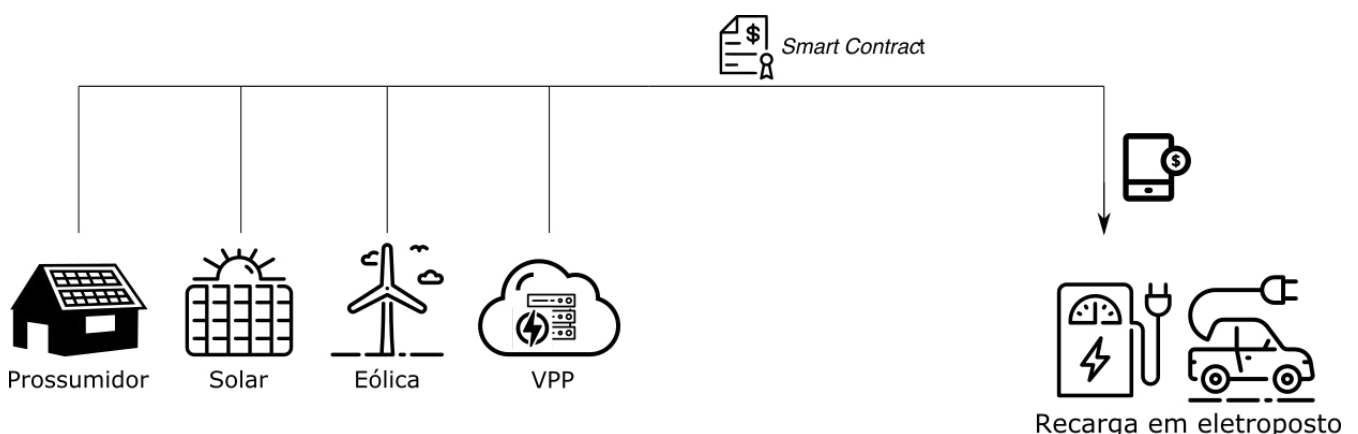 $
Smart Contract
$
Prossumidor
Solar
Eólica
VPP
Recarga em eletroposto